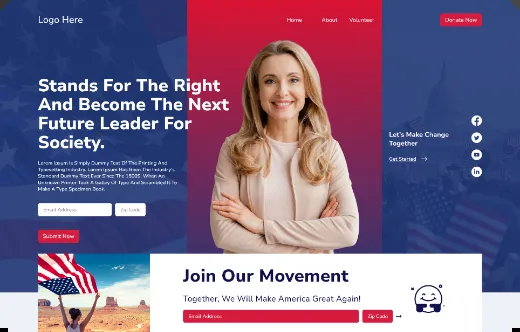 Logo Here
Home About Volunteer
Donate Now
Stands For The Right
And Become The Next
Future Leader For
Society.
Lorem Ipsum Is Simply Dummy Text Of The Printing And
Typesetting Industry. Lorem Ipsum Has Been The Industry's
Standard Dummy Text Ever Since The 1500S, When An
Unknown Printer Took A Galley Of Type And Scrambled It To
Make A Type Specimen Book.
Email Address Zip Code
Submit Now
Let's Make Change
Together
Get Started
Join Our Movement
Together, We Will Make America Great Again!
Email Address Zip Code